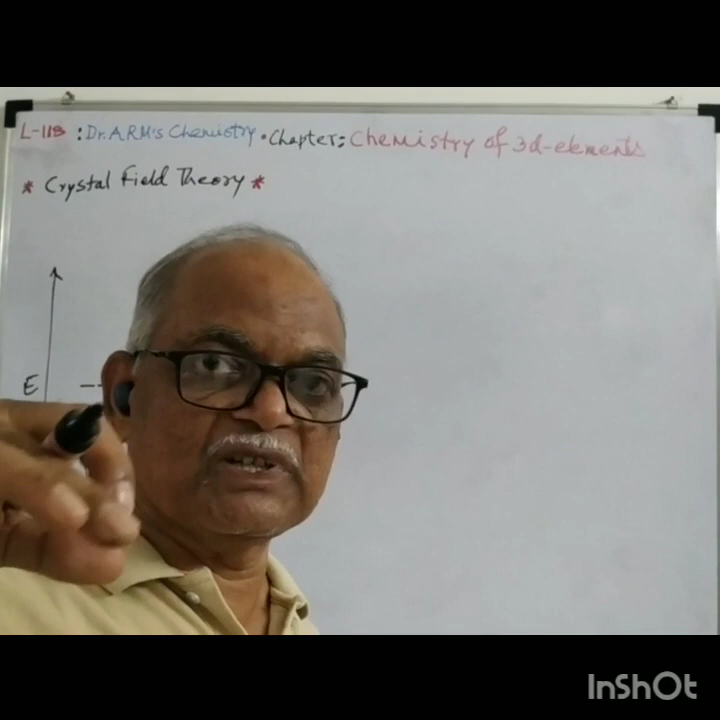 L-118 : Dr. ARM's Chemistry • Chapter: Chemistry of 3d-elements
* Crystal Field Theory *
E
InShOt